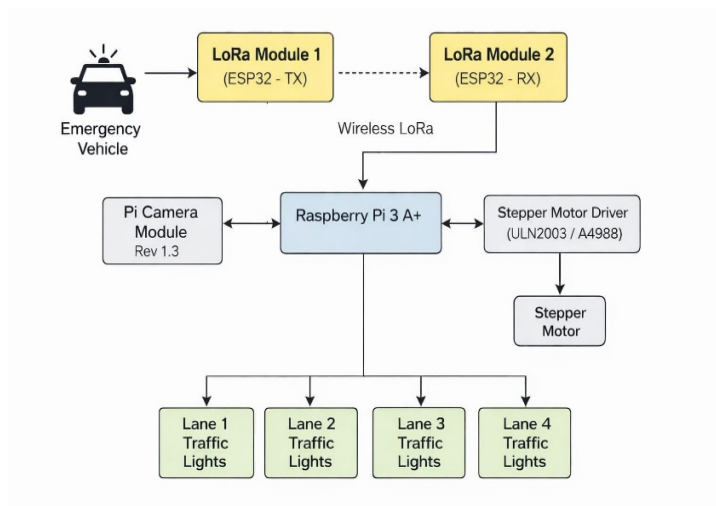 LoRa Module 1
(ESP32 - TX)
LoRa Module 2
(ESP32 - RX)
Emergency
Vehicle
Wireless LoRa
Pi Camera
Module
Rev 1.3
Raspberry Pi 3 A+
Stepper Motor Driver
(ULN2003 / A4988)
Stepper
Motor
Lane 1
Traffic
Lights
Lane 2
Traffic
Lights
Lane 3
Traffic
Lights
Lane 4
Traffic
Lights